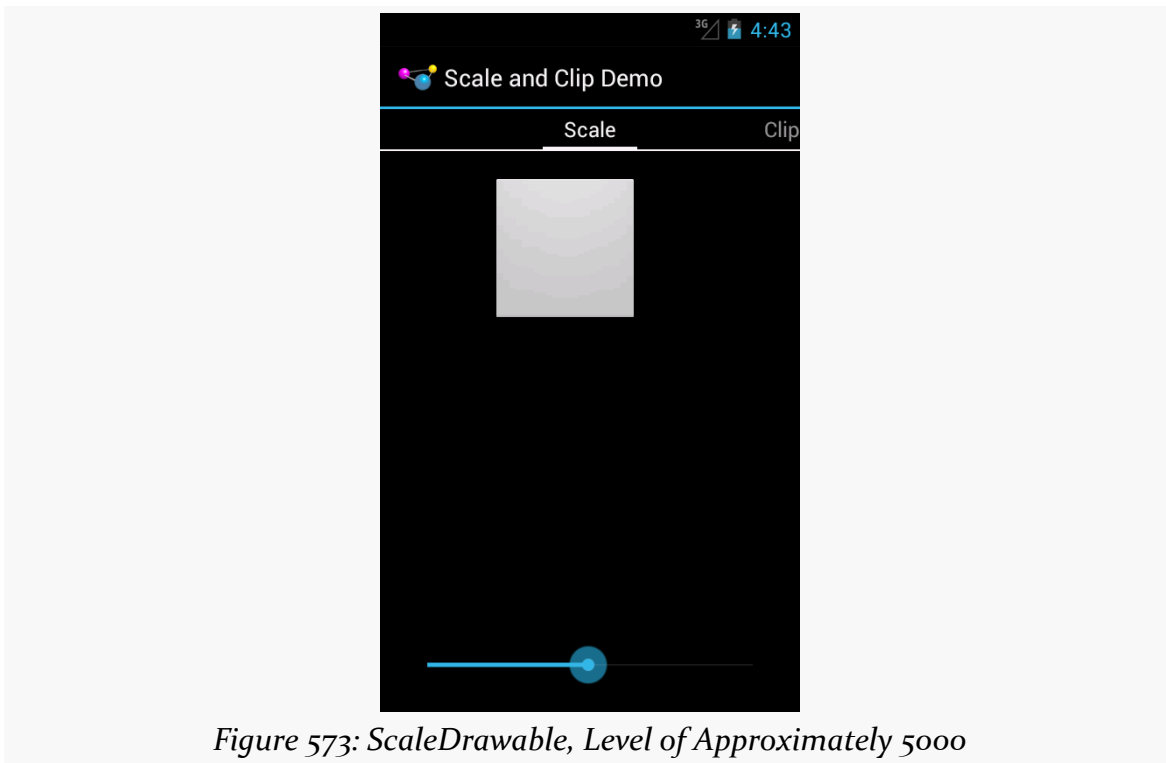 3G 4:43
Scale and Clip Demo
Scale Clip
Figure 573: ScaleDrawable, Level of Approximately 5000